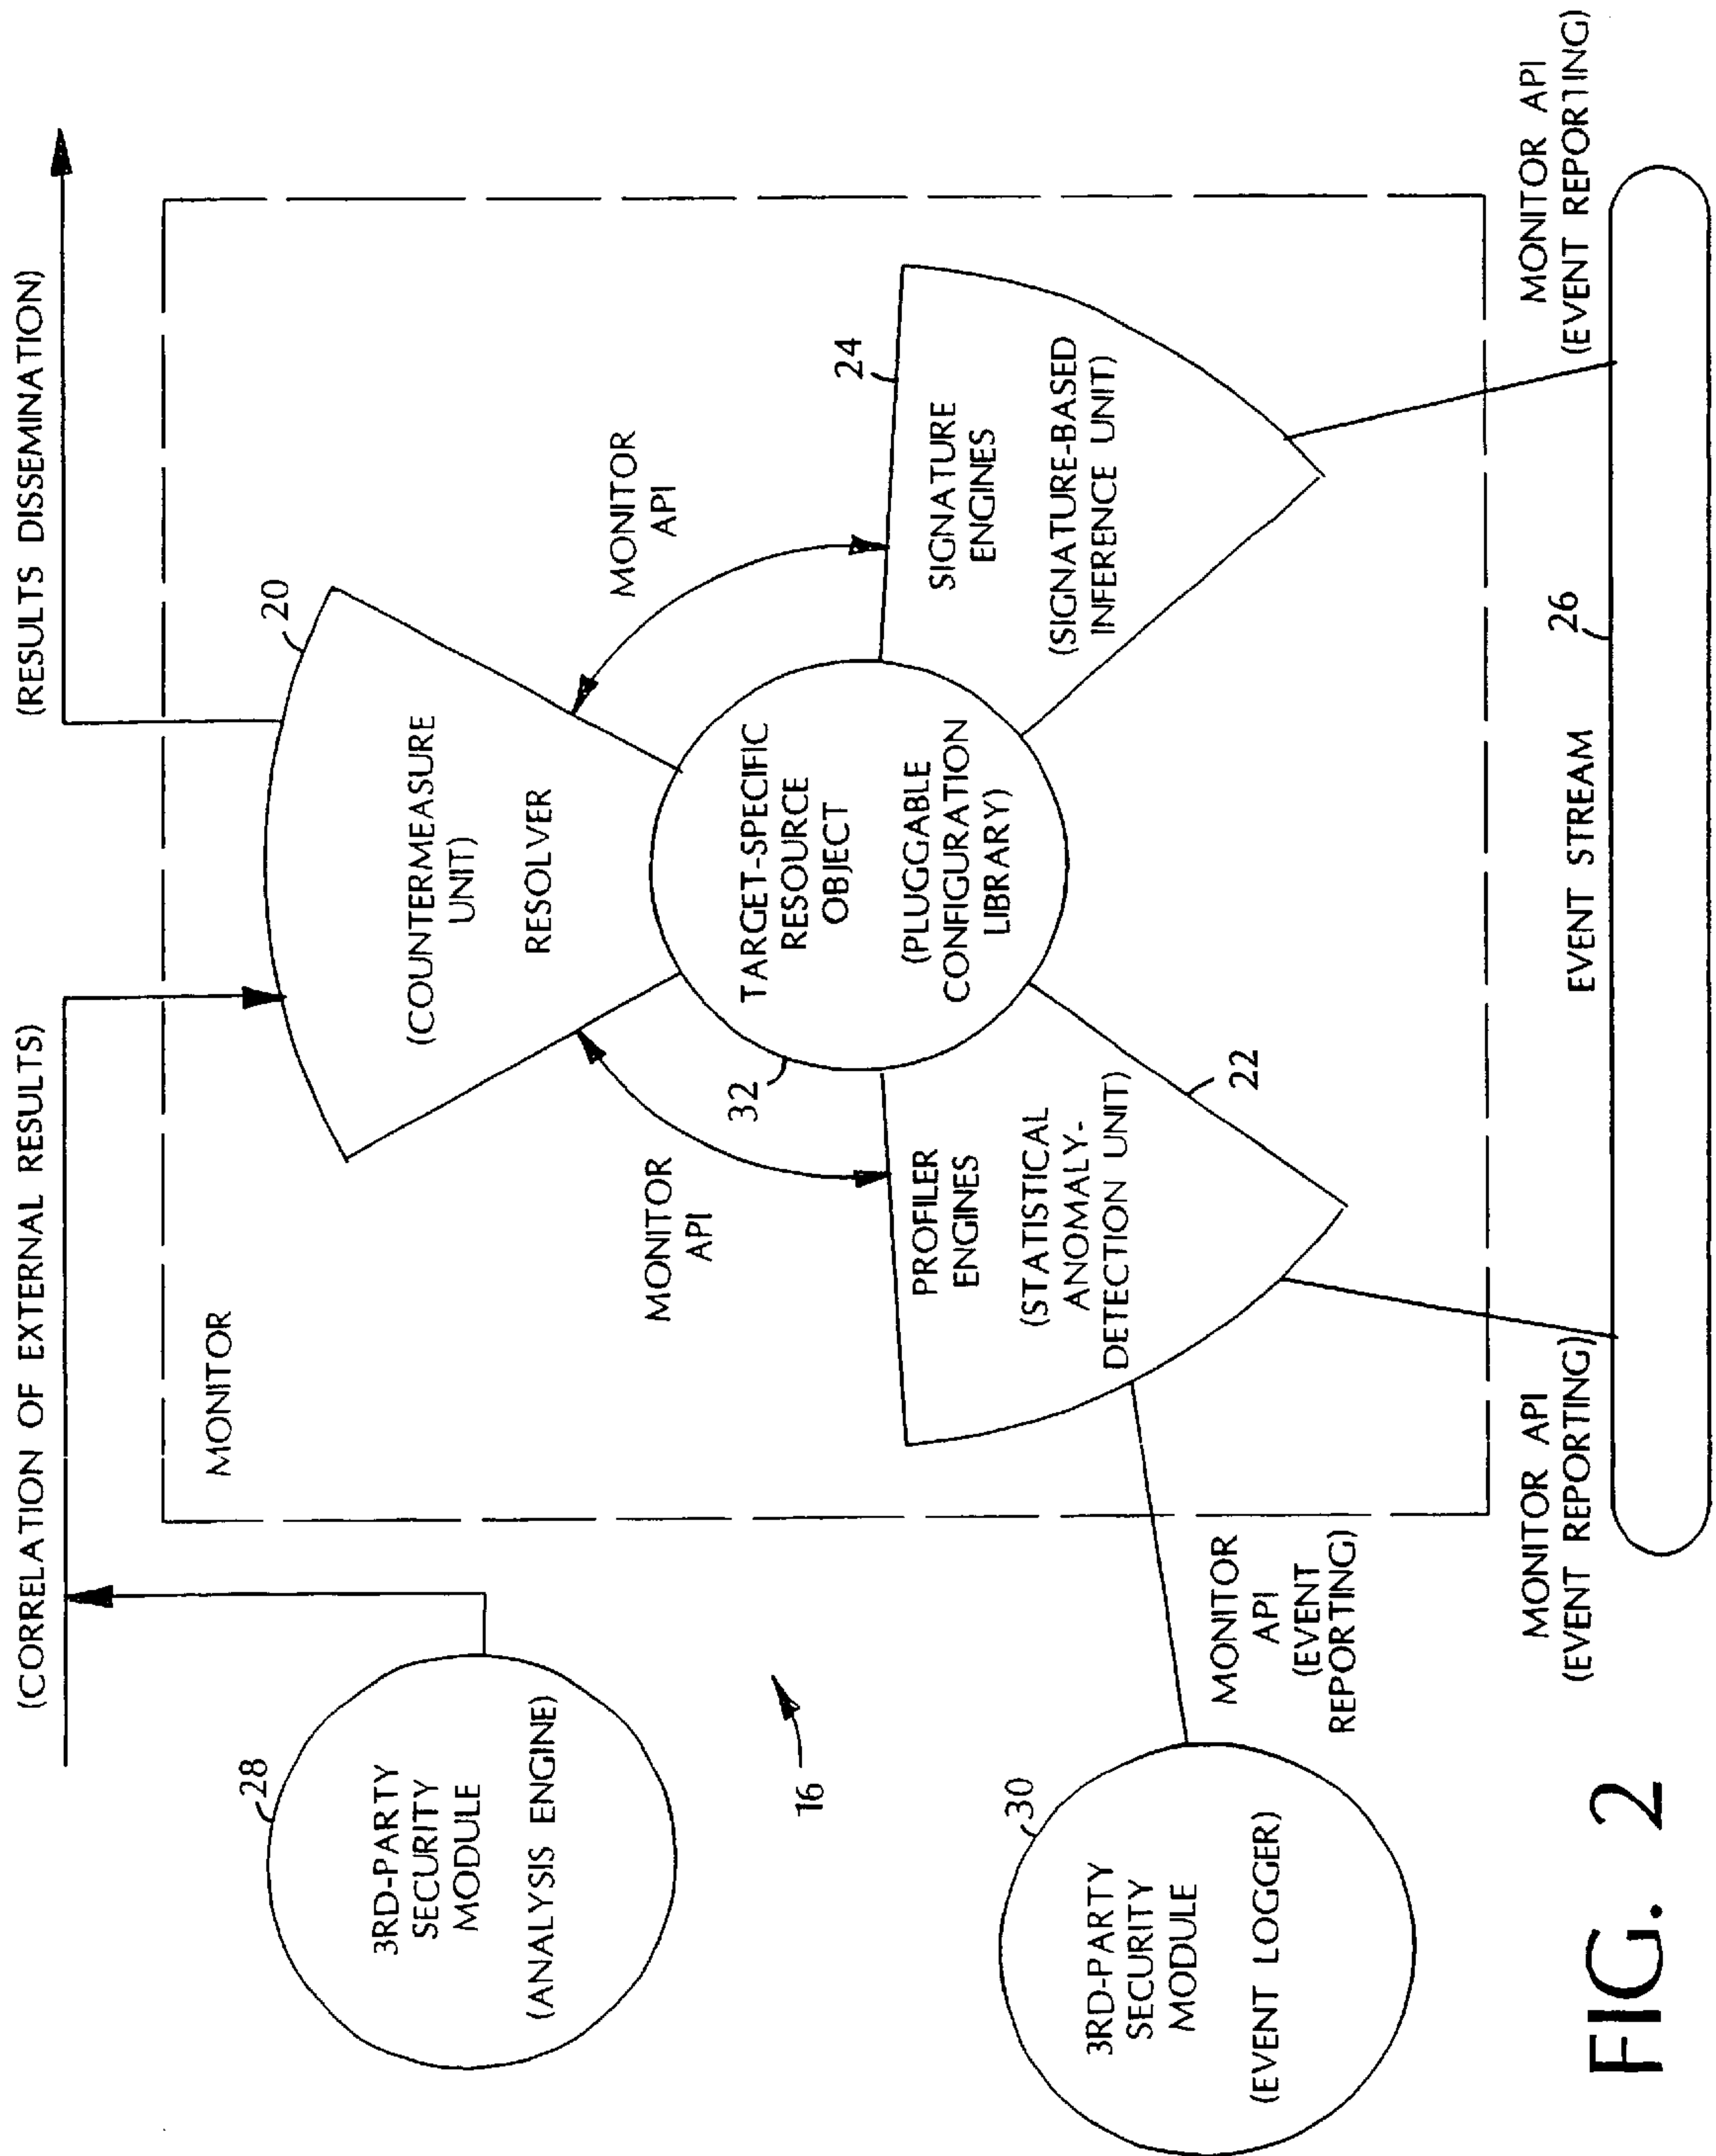 (CORRELATION OF EXTERNAL RESULTS)
(RESULTS DISSEMINATION)
MONITOR
20
(COUNTERMEASURE
UNIT)
RESOLVER
28
3RD-PARTY
SECURITY
MODULE
(ANALYSIS ENGINE)
MONITOR
API
MONITOR
API
32
TARGET-SPECIFIC
RESOURCE
OBJECT
(PLUGGABLE
CONFIGURATION
LIBRARY)
16
24
PROFILER
ENGINES
(STATISTICAL
ANOMALY-
DETECTION UNIT)
22
SIGNATURE
ENGINES
(SIGNATURE-BASED
INFERENCE UNIT)
30
3RD-PARTY
SECURITY
MODULE
(EVENT LOGGER)
MONITOR
API
(EVENT
REPORTING)
MONITOR API
(EVENT REPORTING)
MONITOR API
(EVENT REPORTING)
EVENT STREAM
26
FIG. 2